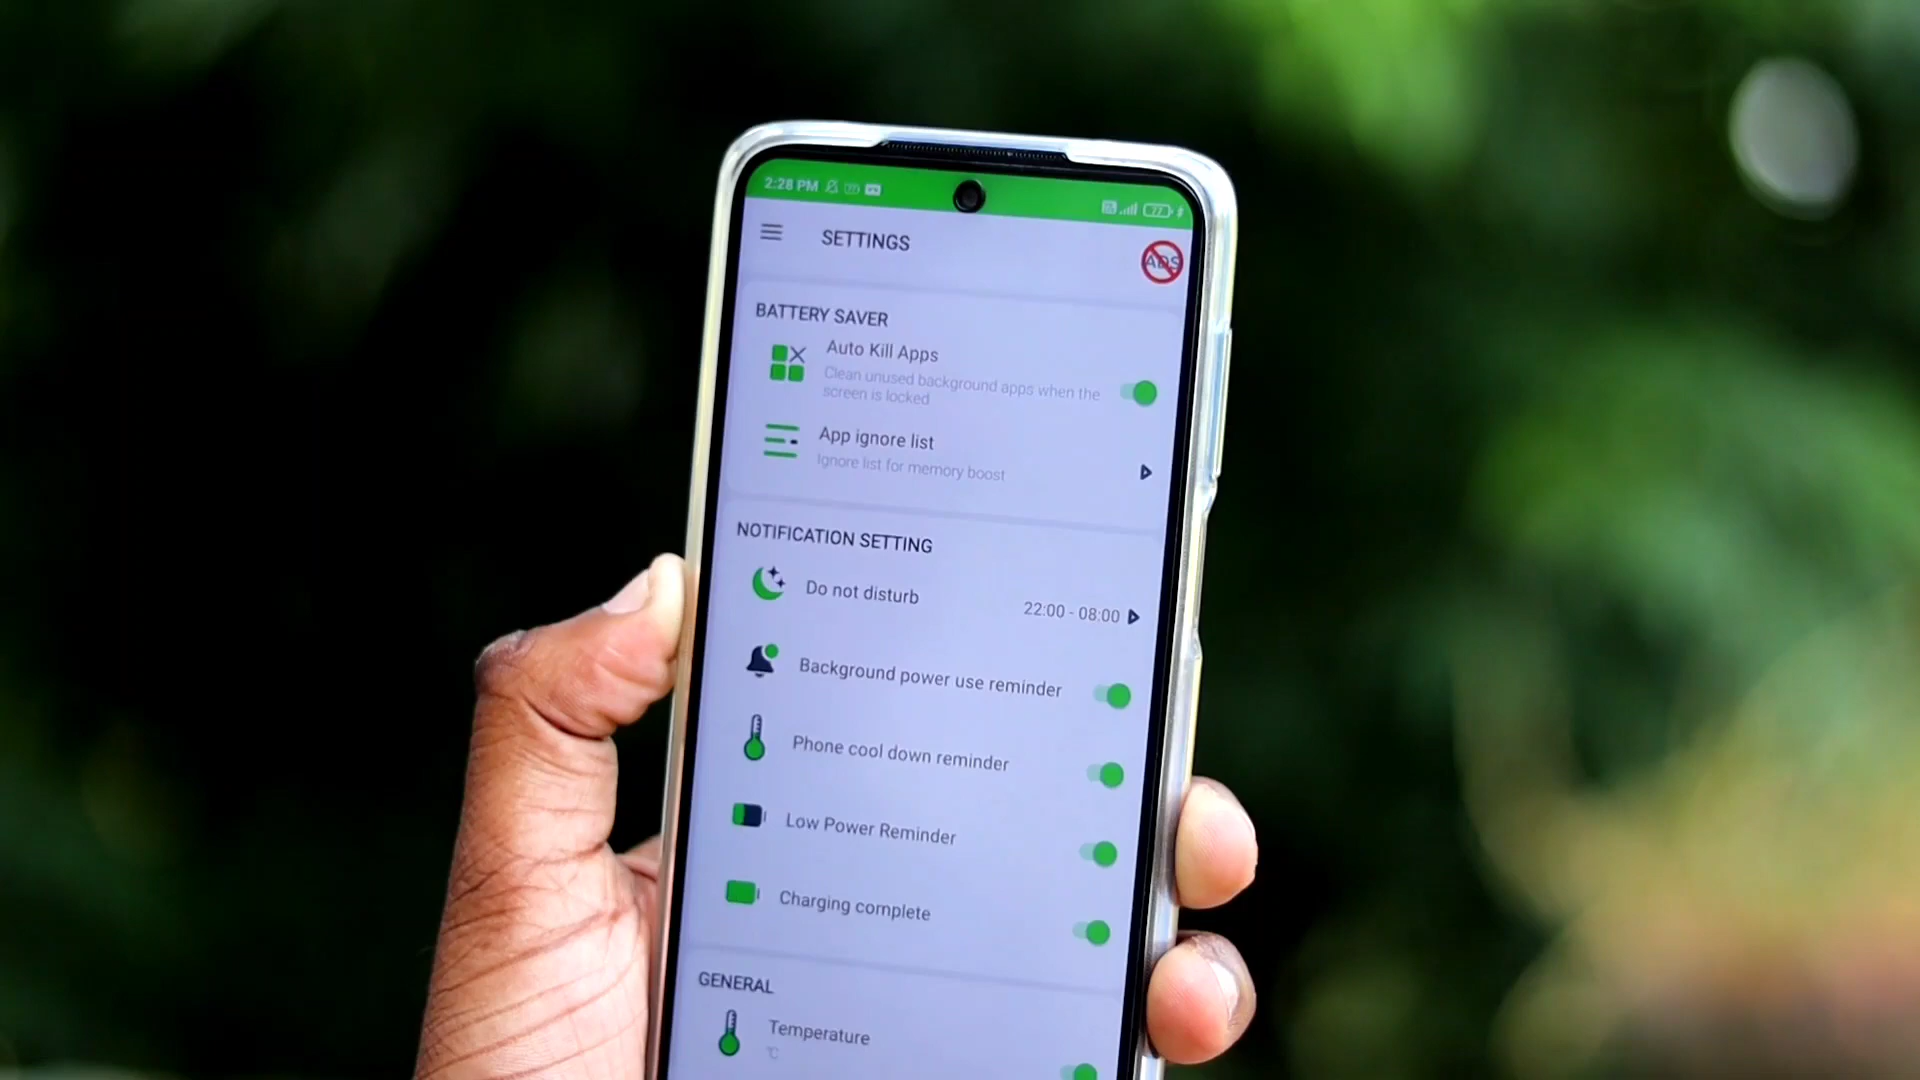 2:28 PM
77
SETTINGS
ADS
BATTERY SAVER
Auto Kill Apps
Clean unused background apps when the
screen is locked
App ignore list
Ignore list for memory boost
NOTIFICATION SETTING
Do not disturb
22:00 - 08:00
Background power use reminder
Phone cool down reminder
Low Power Reminder
Charging complete
GENERAL
Temperature
°C